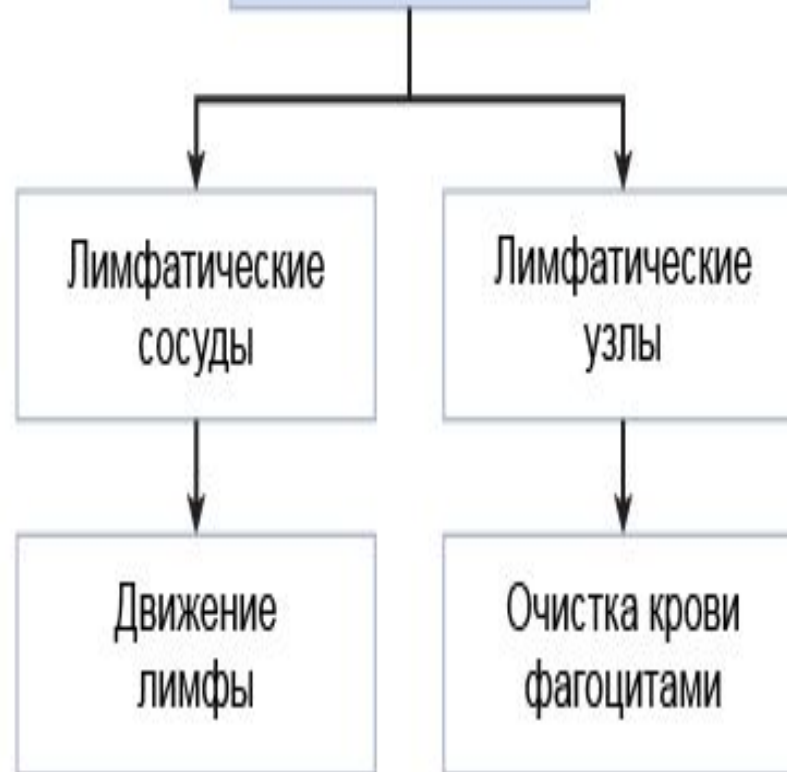 Лимфатические
сосуды
Лимфатические
узлы
Движение
лимфы
Очистка крови
фагоцитами